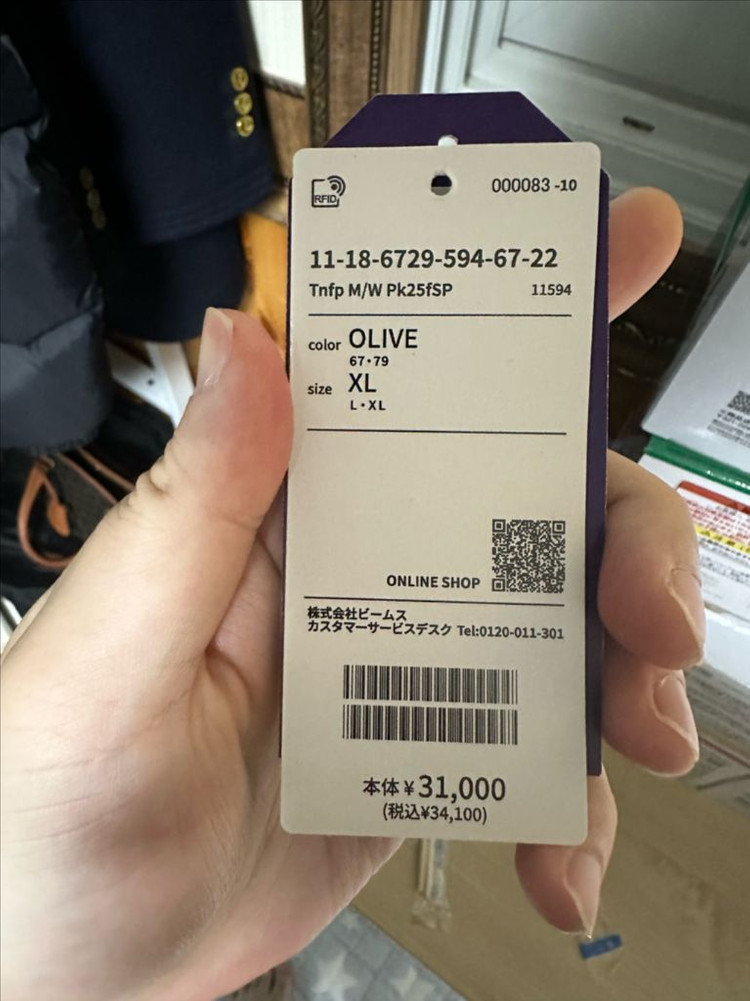 RFID
000083 -10
11-18-6729-594-67-22
Tnfp M/W Pk25fSP 11594
color OLIVE
67・79
size XL
L・XL
ONLINE SHOP
株式会社ビームス
カスタマーサービスデスク Tel:0120-011-301
本体¥31,000
(税込¥34,100)